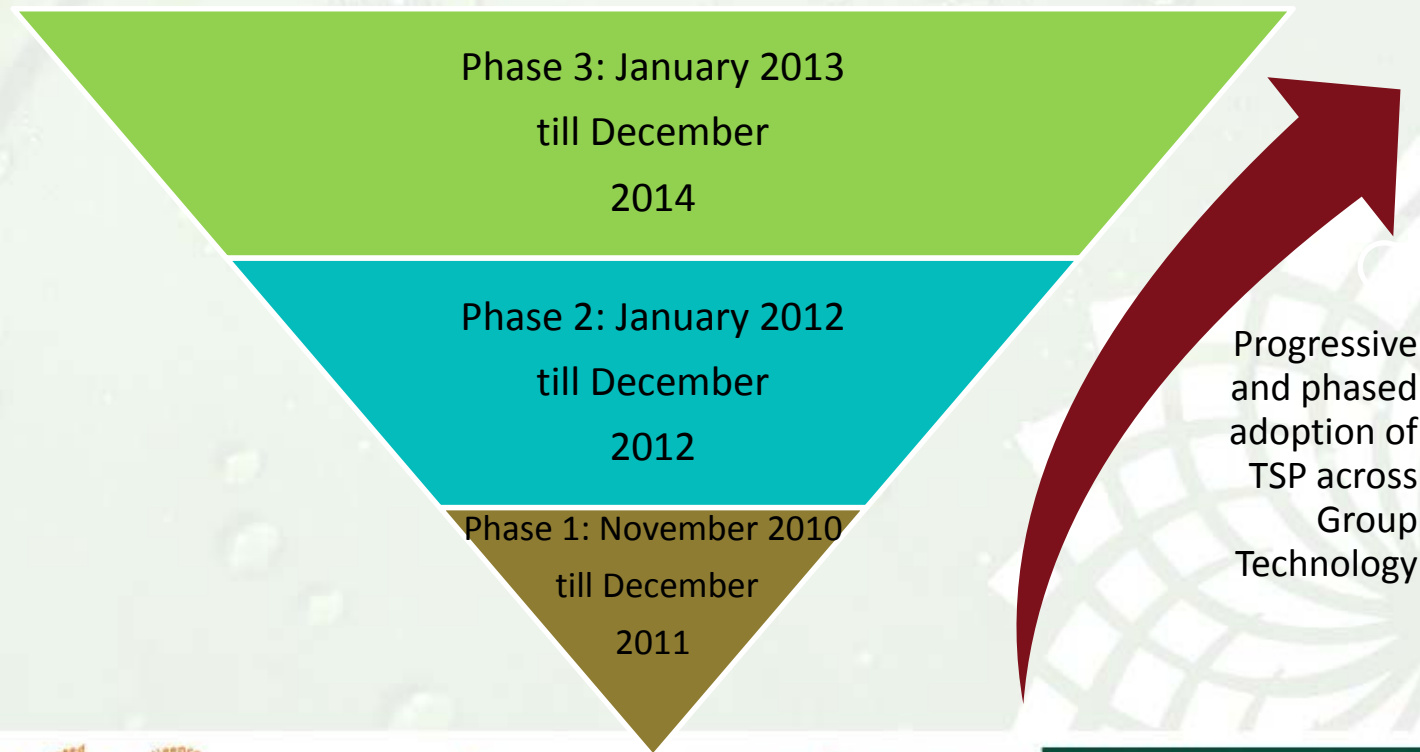 Phase 3: January 2013
till December
2014
Phase 2: January 2012
till December
2012
Phase 1: November 2010
till December
2011
Progressive
and phased
adoption of
TSP across
Group
Technology